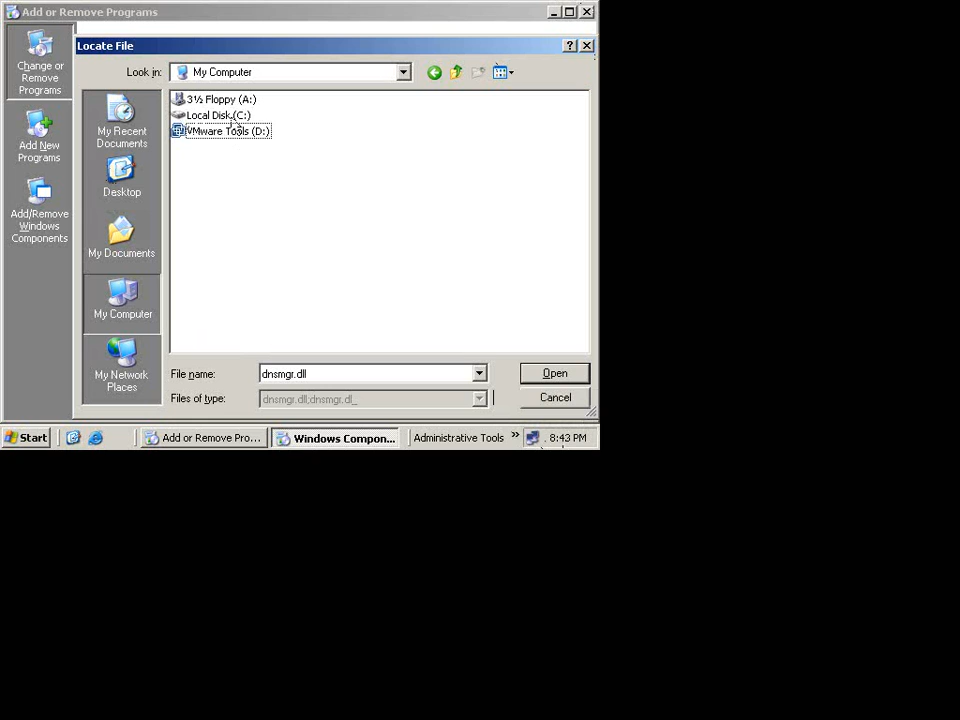 Add or Remove Programs
Change or
Remove
Programs
Add New
Programs
Add/Remove
Windows
Components
Locate File
Look in:
My Computer
My Recent
Documents
Desktop
My Documents
My Computer
My Network
Places
3½ Floppy (A:)
Local Disk (C:)
VMware Tools (D:)
File name:
dnsmgr.dll
Open
Files of type:
dnsmgr.dll;dnsmgr.dl_
Cancel
Start
Add or Remove Pro...
Windows Compon...
Administrative Tools
8:43 PM